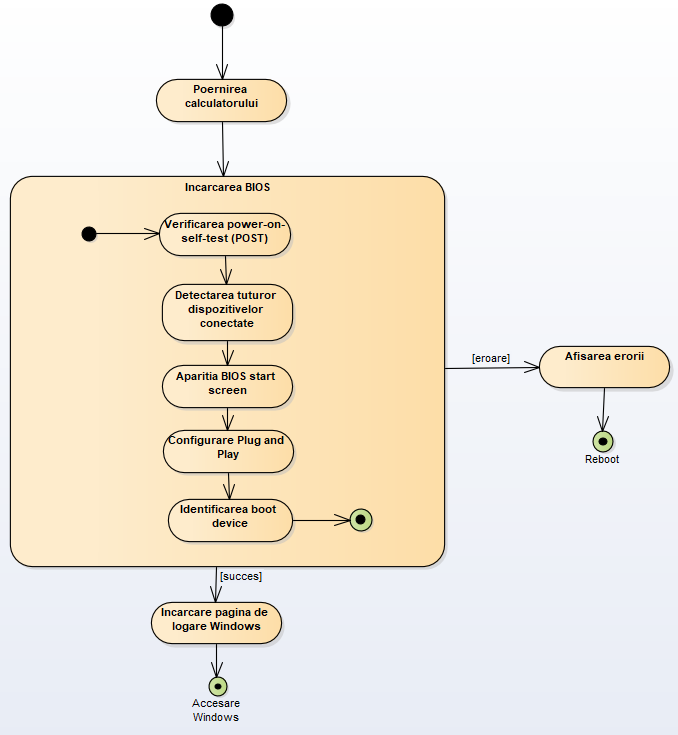 Poernirea
calculatorului
Incarcarea BIOS
Verificarea power-on-
self-test (POST)
Detectarea tuturor
dispozitivelor
conectate
Aparitia BIOS start
screen
Configurare Plug and
Play
Identificarea boot
device
[eroare]
Afisarea erorii
Reboot
[succes]
Incarcare pagina de
logare Windows
Accesare
Windows